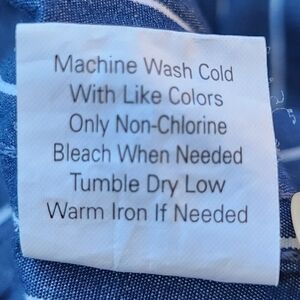 Machine Wash Cold
With Like Colors
Only Non-Chlorine
Bleach When Needed
Tumble Dry Low
Warm Iron If Needed